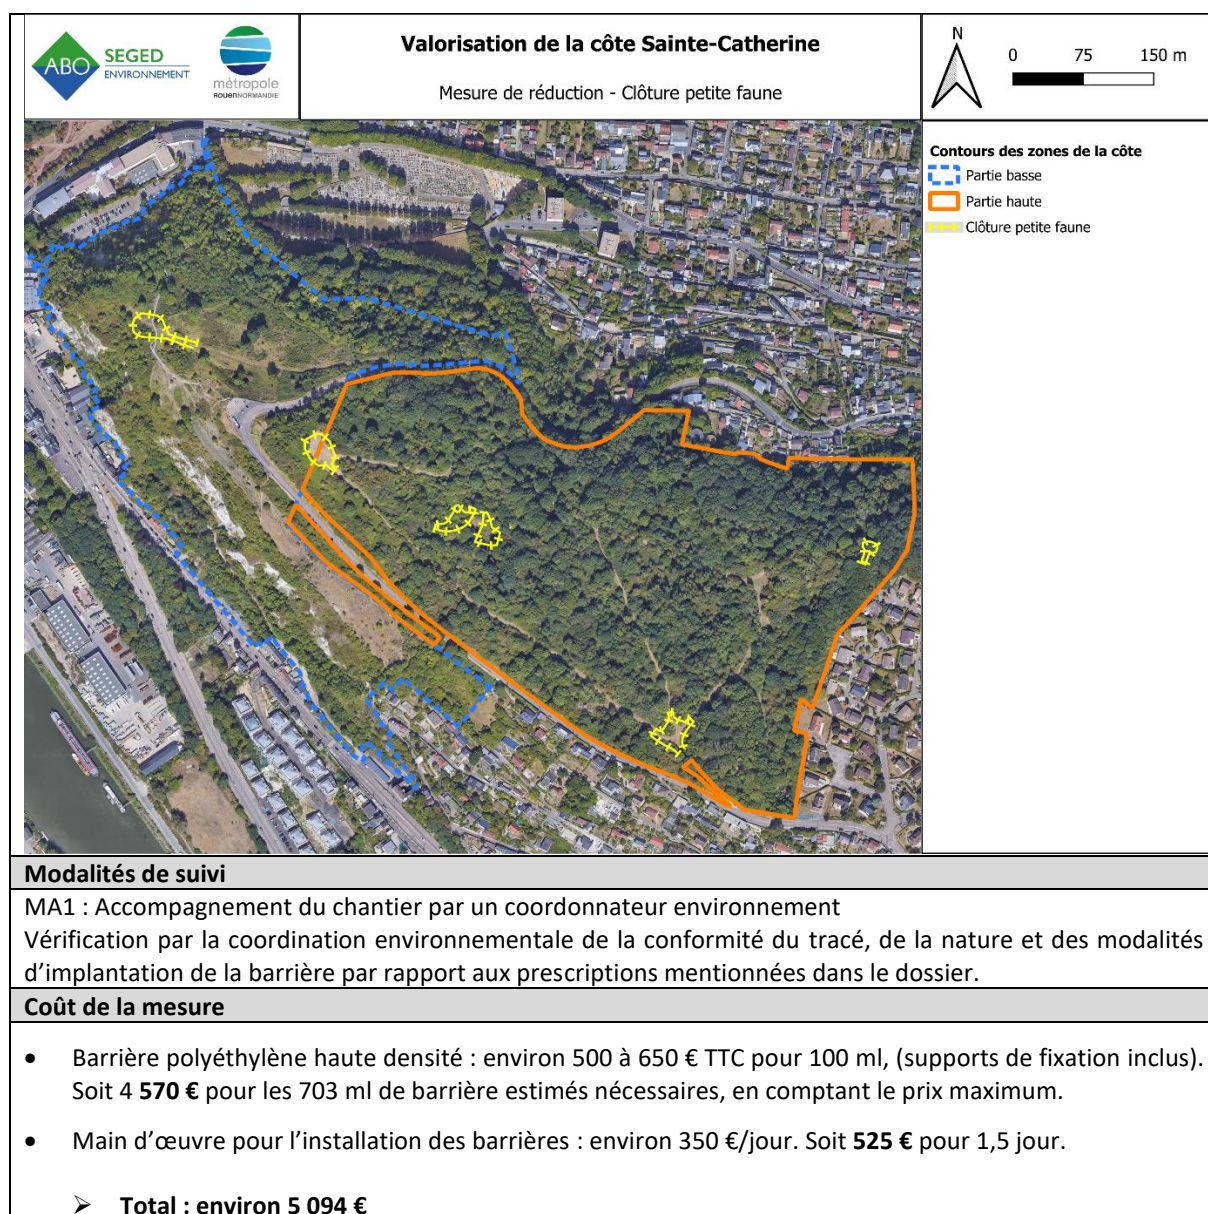 ABO
SEGED
ENVIRONNEMENT
métropole
ROUENNORMANDIE
Valorisation de la côte Sainte-Catherine
Mesure de réduction - Clôture petite faune
N
0 75 150 m
Contours des zones de la côte
Partie basse
Partie haute
Clôture petite faune
Modalités de suivi
MA1 : Accompagnement du chantier par un coordonnateur environnement
Vérification par la coordination environnementale de la conformité du tracé, de la nature et des modalités
d’implantation de la barrière par rapport aux prescriptions mentionnées dans le dossier.
Coût de la mesure
• Barrière polyéthylène haute densité : environ 500 à 650 € TTC pour 100 ml, (supports de fixation inclus).
Soit 4 570 € pour les 703 ml de barrière estimés nécessaires, en comptant le prix maximum.
• Main d’œuvre pour l’installation des barrières : environ 350 €/jour. Soit 525 € pour 1,5 jour.
➢ Total : environ 5 094 €